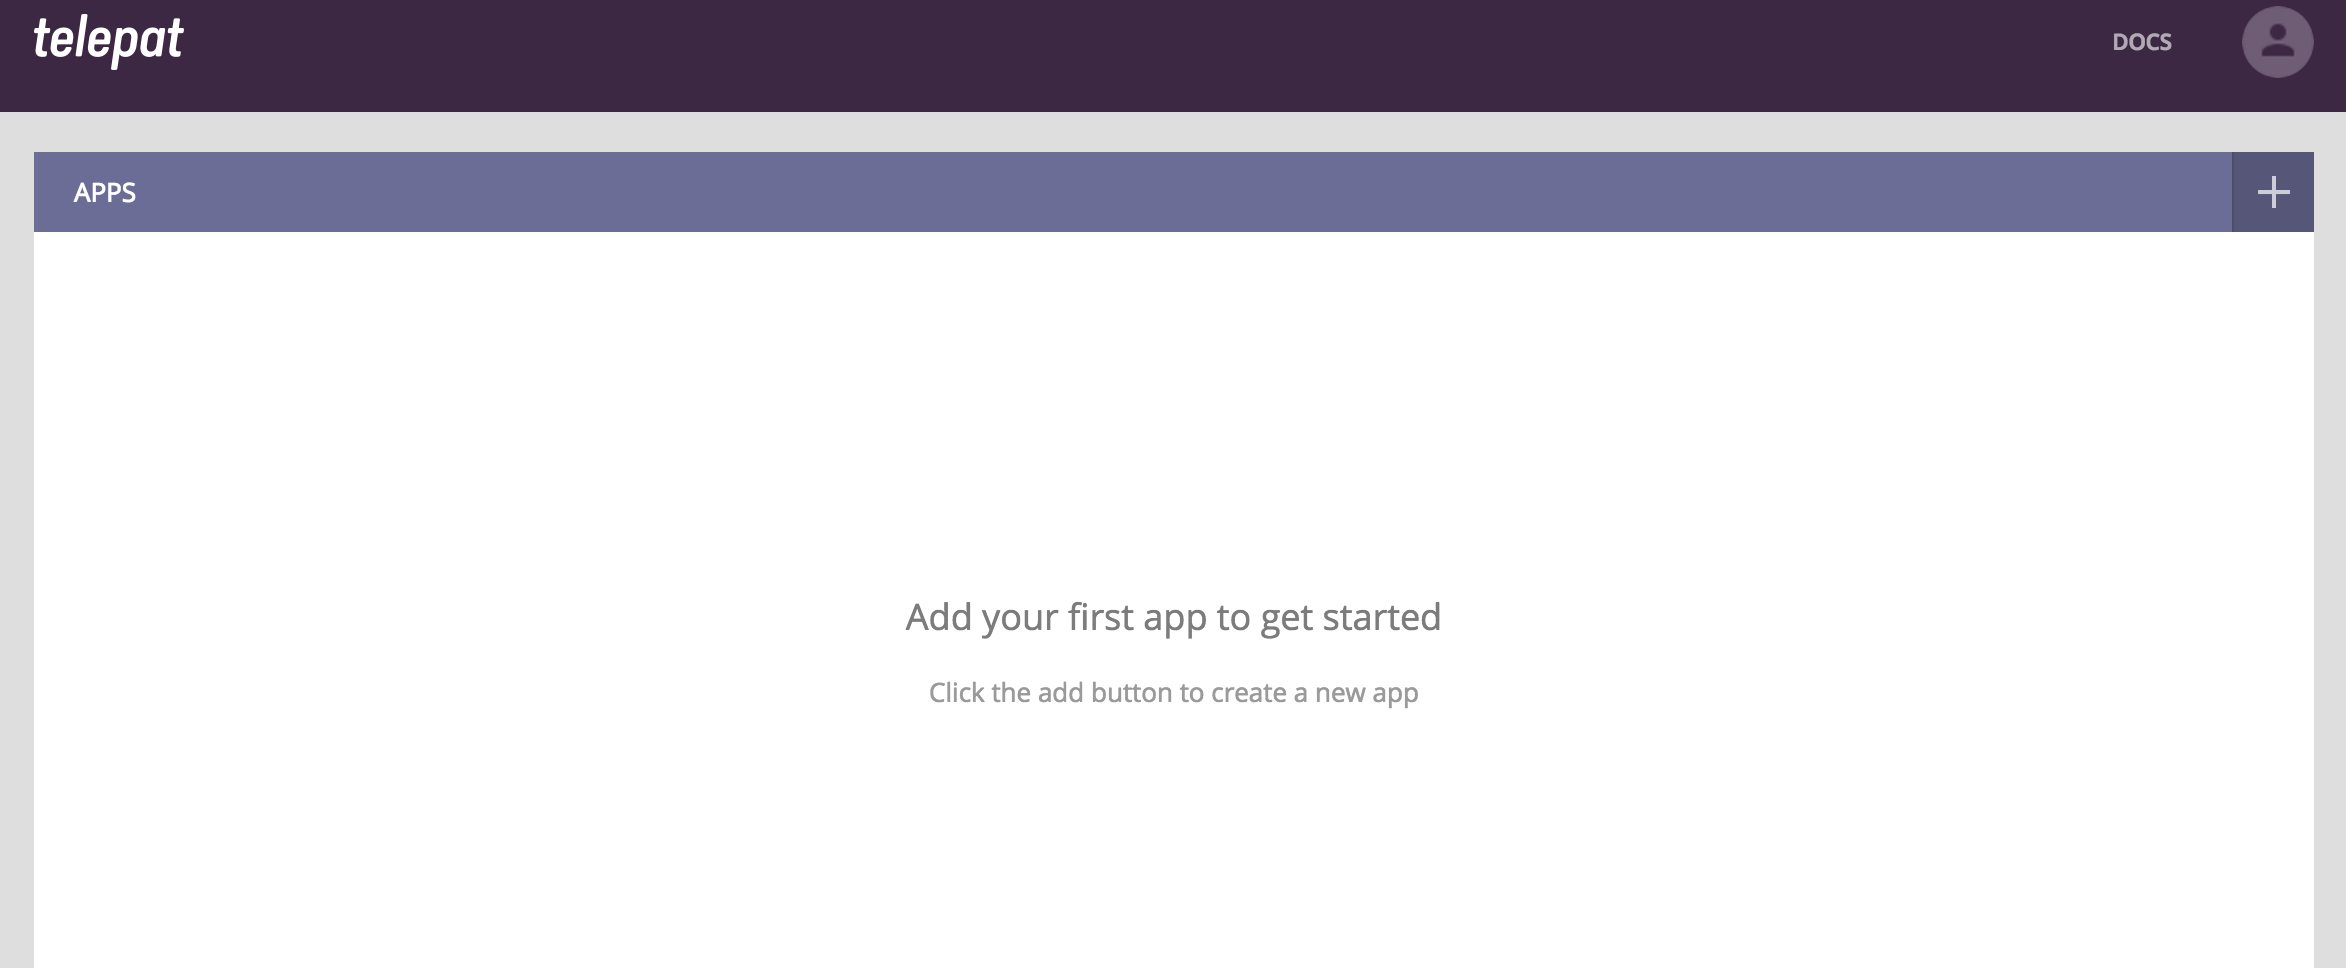 telepat
DOCS
APPS
Add your first app to get started
Click the add button to create a new app